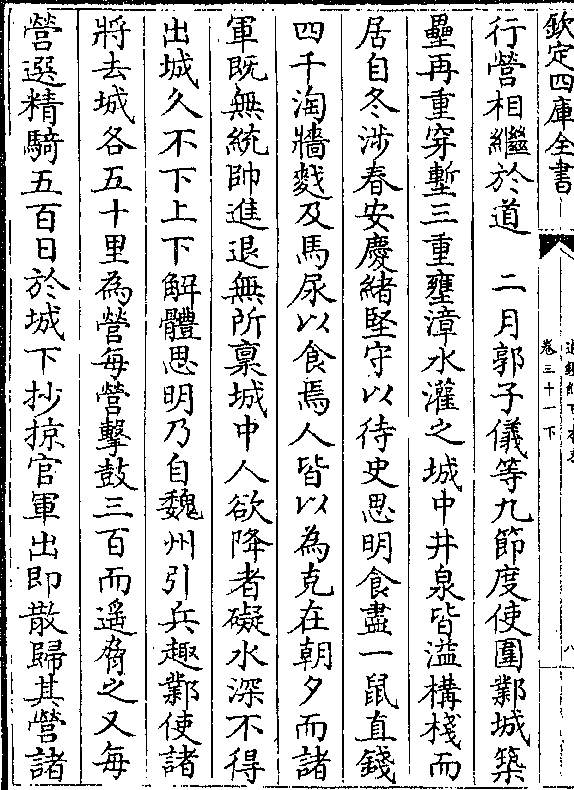 欽定四庫全書
卷三十一下
八
行營相繼於道　二月郭子儀等九節度使圍鄴城築
壘再重穿塹三重壅漳水灌之城中井泉皆溢構棧而
居自冬涉春安慶緒堅守以待史思明食盡一鼠直錢
四千淘牆麩及馬尿以食焉人皆以為克在朝夕而諸
軍既無統帥進退無所稟城中人欲降者礙水深不得
出城久不下上下解體思明乃自魏州引兵趣鄴使諸
將去城各五十里為營每營擊鼓三百而遥脅之又每
營選精騎五百日於城下抄掠官軍出即散歸其營諸